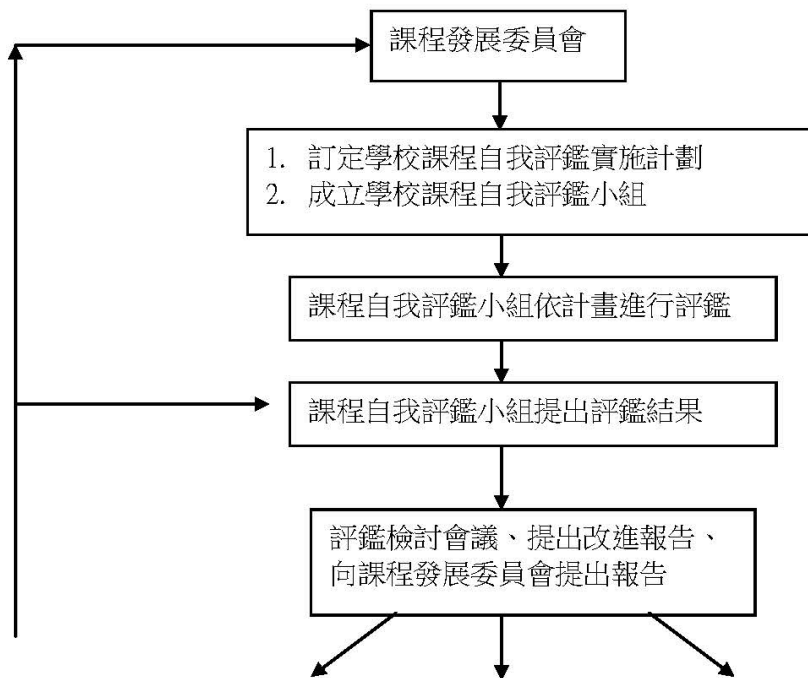 課程發展委員會
1. 訂定學校課程自我評鑑實施計劃
2. 成立學校課程自我評鑑小組
課程自我評鑑小組依計畫進行評鑑
課程自我評鑑小組提出評鑑結果
評鑑檢討會議、提出改進報告、
向課程發展委員會提出報告